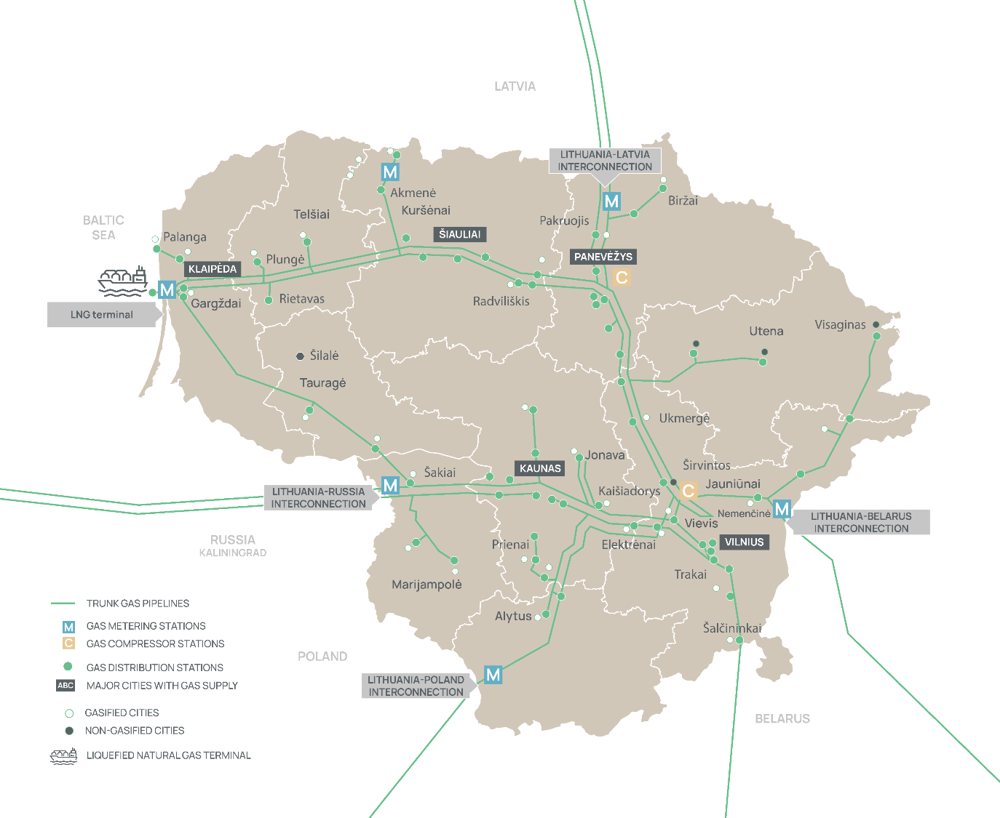 LATVIA
LITHUANIA-LATVIA
INTERCONNECTION
M
Akmenė
Kuršėnai
M
Biržai
BALTIC
SEA
Telšiai
Pakruojis
Palanga
ŠIAULIAI
PANEVĖŽYS
Plungė
KLAIPĖDA
C
M
Rietavas
Gargždai
Radviliškis
LNG terminal
Visaginas
Utena
Šilalė
Tauragė
Ukmergė
Jonava
Širvintos
KAUNAS
Šakiai
M
Jauniūnai
Kaišiadorys
C
LITHUANIA-RUSSIA
INTERCONNECTION
M
Nemenčinė
LITHUANIA-BELARUS
INTERCONNECTION
Vievis
RUSSIA
KALININGRAD
Prienai
Elektrėnai
VILNIUS
Trakai
Marijampolė
Alytus
Šalčininkai
POLAND
M
LITHUANIA-POLAND
INTERCONNECTION
BELARUS
TRUNK GAS PIPELINES
M GAS METERING STATIONS
C GAS COMPRESSOR STATIONS
GAS DISTRIBUTION STATIONS
ABC MAJOR CITIES WITH GAS SUPPLY
GASIFIED CITIES
NON-GASIFIED CITIES
LIQUEFIED NATURAL GAS TERMINAL